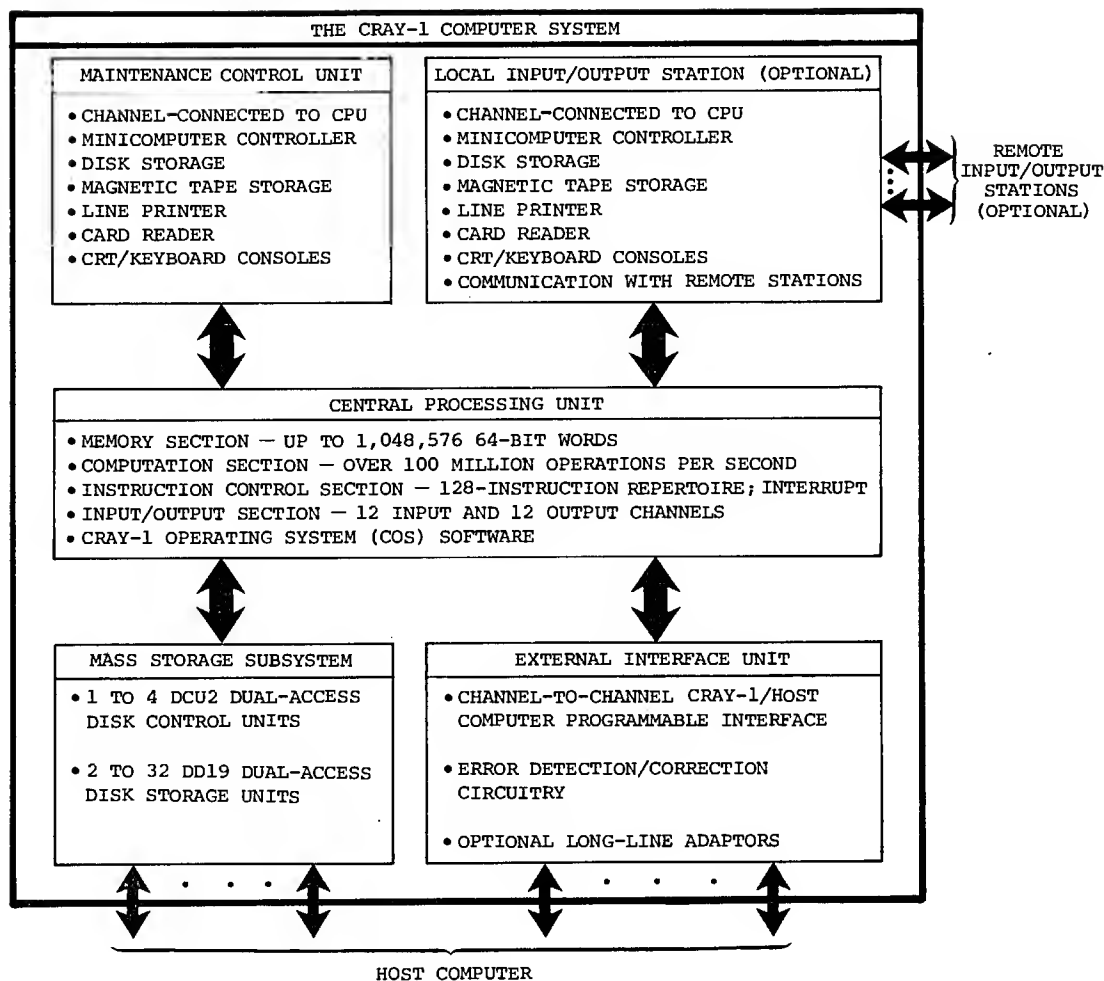 THE CRAY-1 COMPUTER SYSTEM
MAINTENANCE CONTROL UNIT
• CHANNEL-CONNECTED TO CPU
• MINICOMPUTER CONTROLLER
• DISK STORAGE
• MAGNETIC TAPE STORAGE
• LINE PRINTER
• CARD READER
• CRT/KEYBOARD CONSOLES
LOCAL INPUT/OUTPUT STATION (OPTIONAL)
• CHANNEL-CONNECTED TO CPU
• MINICOMPUTER CONTROLLER
• DISK STORAGE
• MAGNETIC TAPE STORAGE
• LINE PRINTER
• CARD READER
• CRT/KEYBOARD CONSOLES
• COMMUNICATION WITH REMOTE STATIONS
REMOTE
INPUT/OUTPUT
STATIONS
(OPTIONAL)
CENTRAL PROCESSING UNIT
• MEMORY SECTION — UP TO 1,048,576 64-BIT WORDS
• COMPUTATION SECTION — OVER 100 MILLION OPERATIONS PER SECOND
• INSTRUCTION CONTROL SECTION — 128-INSTRUCTION REPERTOIRE; INTERRUPT
• INPUT/OUTPUT SECTION — 12 INPUT AND 12 OUTPUT CHANNELS
• CRAY-1 OPERATING SYSTEM (COS) SOFTWARE
MASS STORAGE SUBSYSTEM
• 1 TO 4 DCU2 DUAL-ACCESS
DISK CONTROL UNITS
• 2 TO 32 DD19 DUAL-ACCESS
DISK STORAGE UNITS
EXTERNAL INTERFACE UNIT
• CHANNEL-TO-CHANNEL CRAY-1/HOST
COMPUTER PROGRAMMABLE INTERFACE
• ERROR DETECTION/CORRECTION
CIRCUITRY
• OPTIONAL LONG-LINE ADAPTORS
HOST COMPUTER